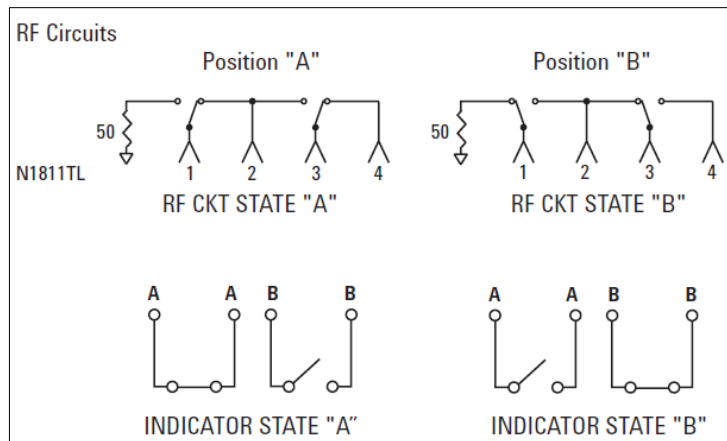 RF Circuits
Position "A" Position "B"
50 50
N1811TL 1 2 3 4 1 2 3 4
RF CKT STATE "A" RF CKT STATE "B"
A A B B A A B B
INDICATOR STATE "A" INDICATOR STATE "B"